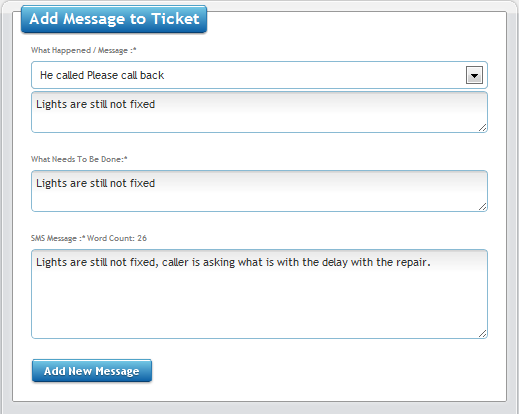 Add Message to Ticket
What Happened / Message :*
He called Please call back
Lights are still not fixed
What Needs To Be Done:*
Lights are still not fixed
SMS Message :* Word Count: 26
Lights are still not fixed, caller is asking what is with the delay with the repair.
Add New Message